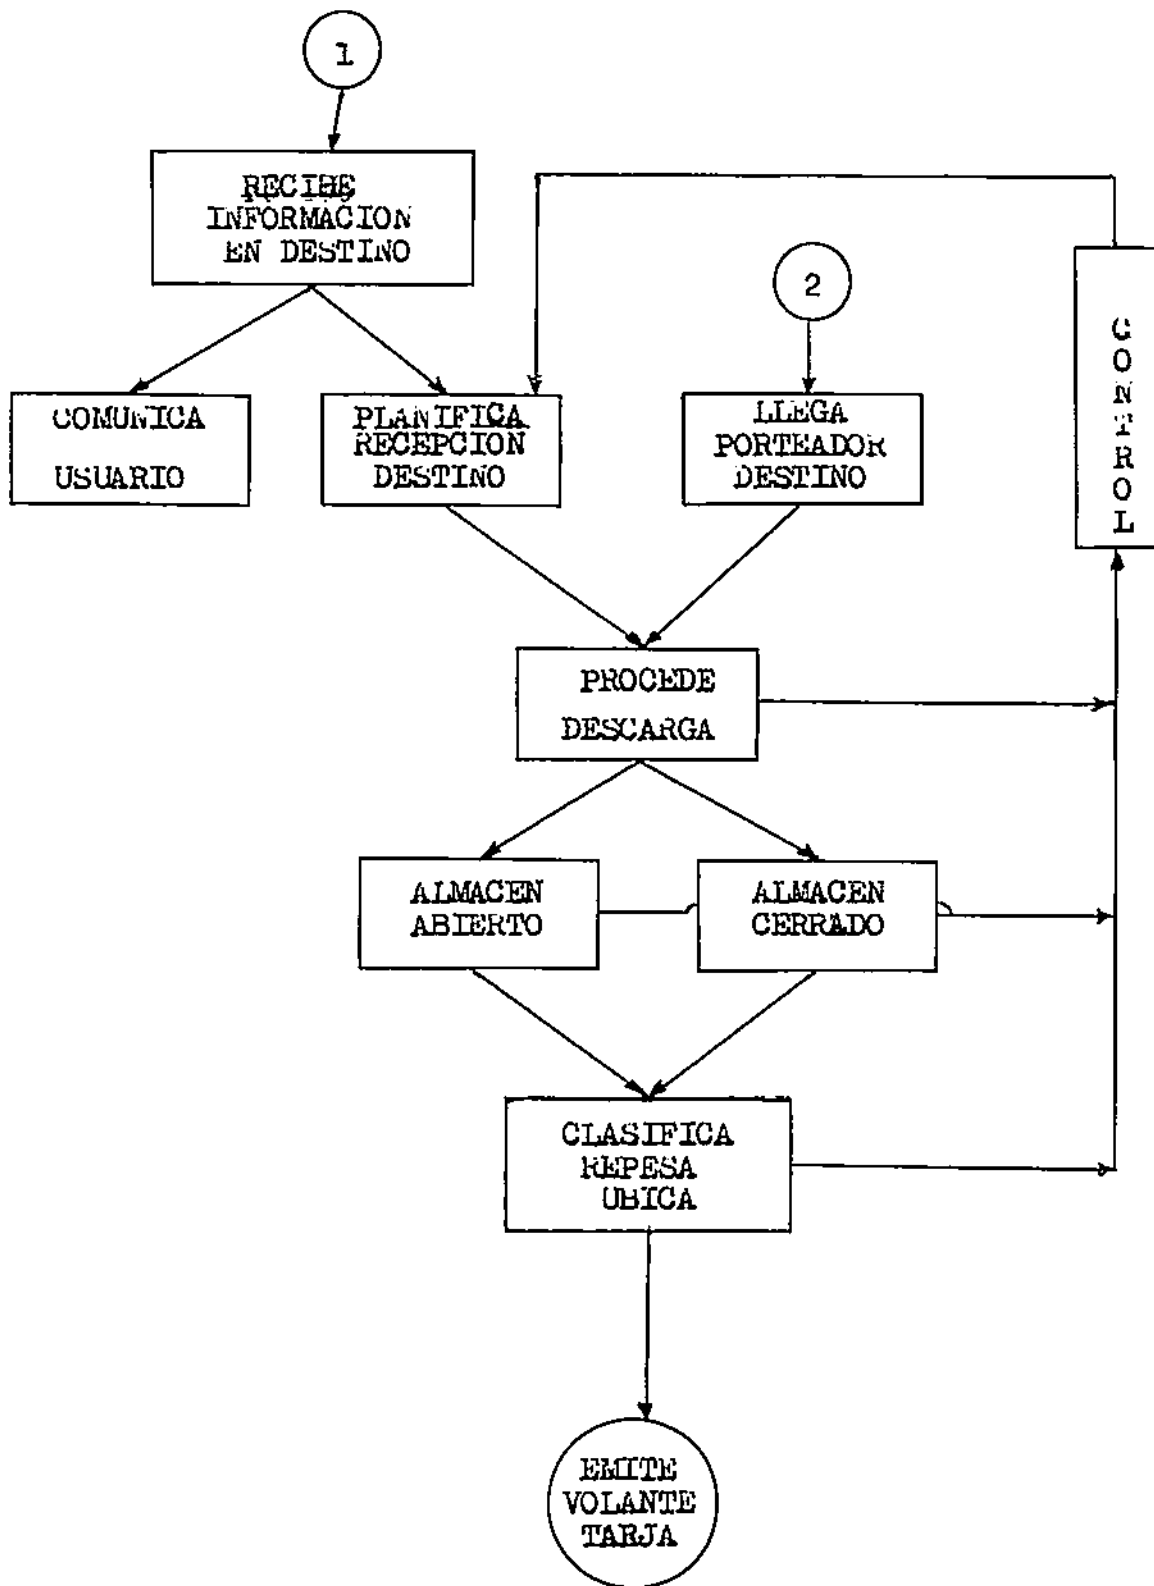 1
RECIBE
INFORMACION
EN DESTINO
2
CONTROL
COMUNICA
USUARIO
PLANIFICA
RECEPCION
DESTINO
LLEGA
PORTEADOR
DESTINO
PROCEDE
DESCARGA
ALMACEN
ABIERTO
ALMACEN
CERRADO
CLASIFICA
REPESA
UBICA
EMITE
VOLANTE
TARJA